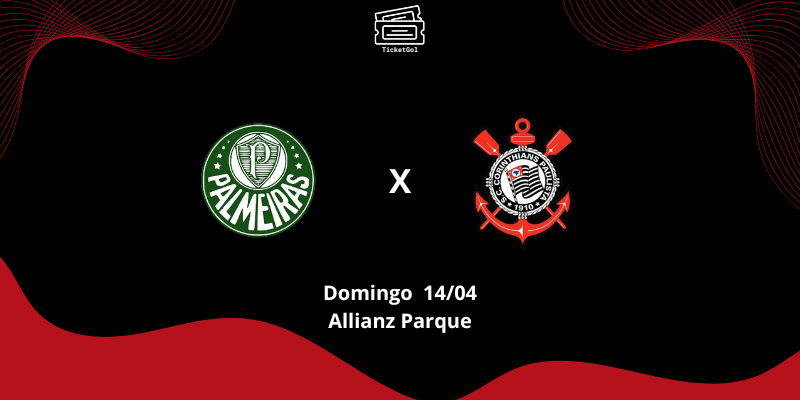 TicketGol
P
PALMEIRAS
X
S.C. CORINTHIANS PAULISTA
1910
Domingo 14/04
Allianz Parque